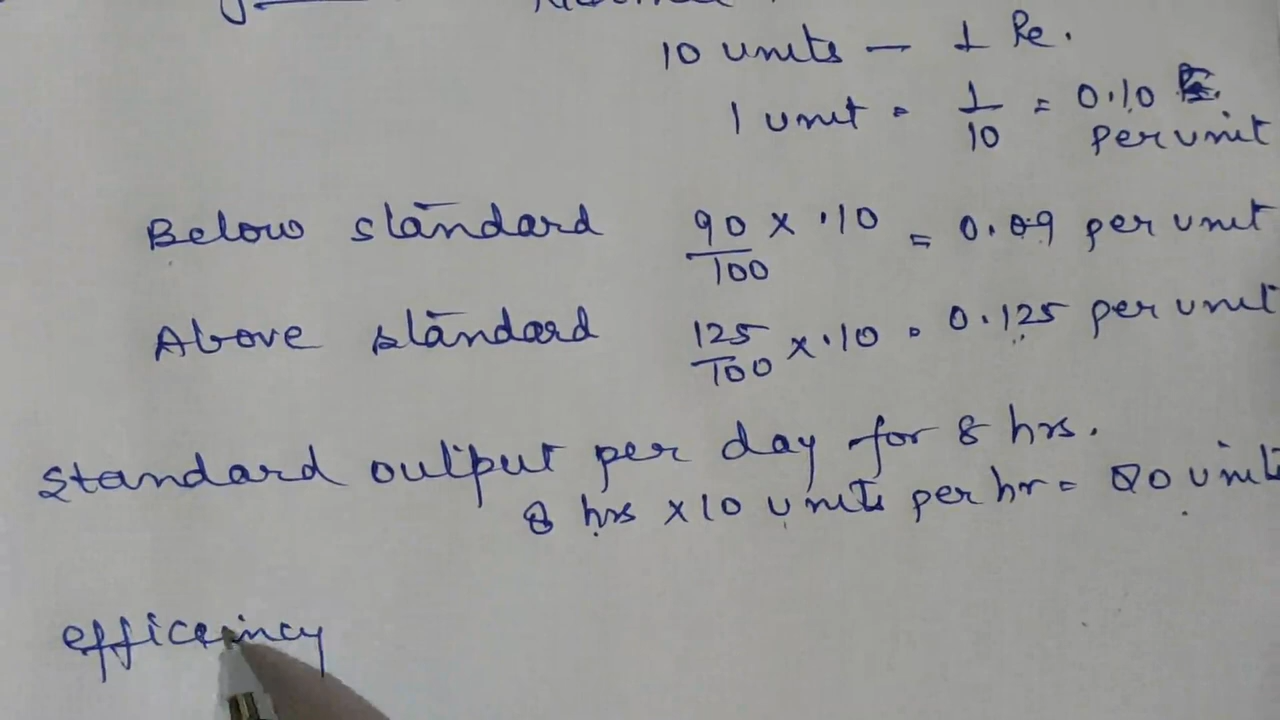 10 units — 1 Re.
1 unit = 1/10 = 0.10
per unit
Below standard 90/100 x .10 = 0.09 per unit
Above standard 125/100 x .10 = 0.125 per unit
Standard output per day for 8 hrs.
8 hrs x 10 units per hr = 80 units
efficeincy